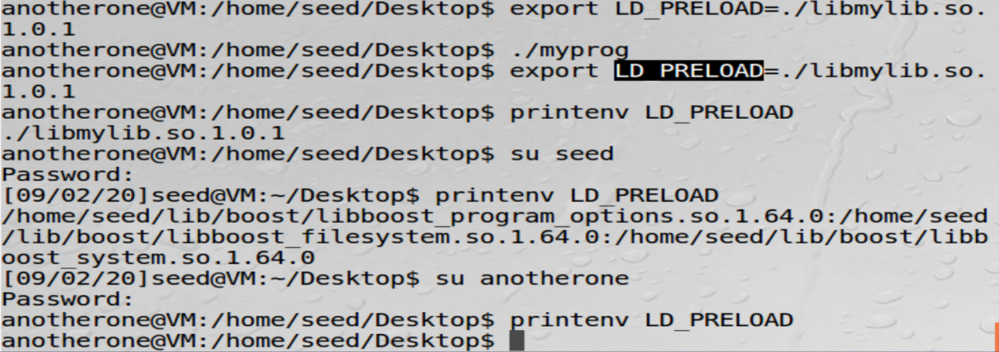 anotherone@VM:/home/seed/Desktop$ export LD_PRELOAD=./libmylib.so.
1.0.1
anotherone@VM:/home/seed/Desktop$ ./myprog
anotherone@VM:/home/seed/Desktop$ export LD_PRELOAD=./libmylib.so.
1.0.1
anotherone@VM:/home/seed/Desktop$ printenv LD_PRELOAD
./libmylib.so.1.0.1
anotherone@VM:/home/seed/Desktop$ su seed
Password:
[09/02/20]seed@VM:~/Desktop$ printenv LD_PRELOAD
/home/seed/lib/boost/libboost_program_options.so.1.64.0:/home/seed
/lib/boost/libboost_filesystem.so.1.64.0:/home/seed/lib/boost/libb
oost_system.so.1.64.0
[09/02/20]seed@VM:~/Desktop$ su anotherone
Password:
anotherone@VM:/home/seed/Desktop$ printenv LD_PRELOAD
anotherone@VM:/home/seed/Desktop$